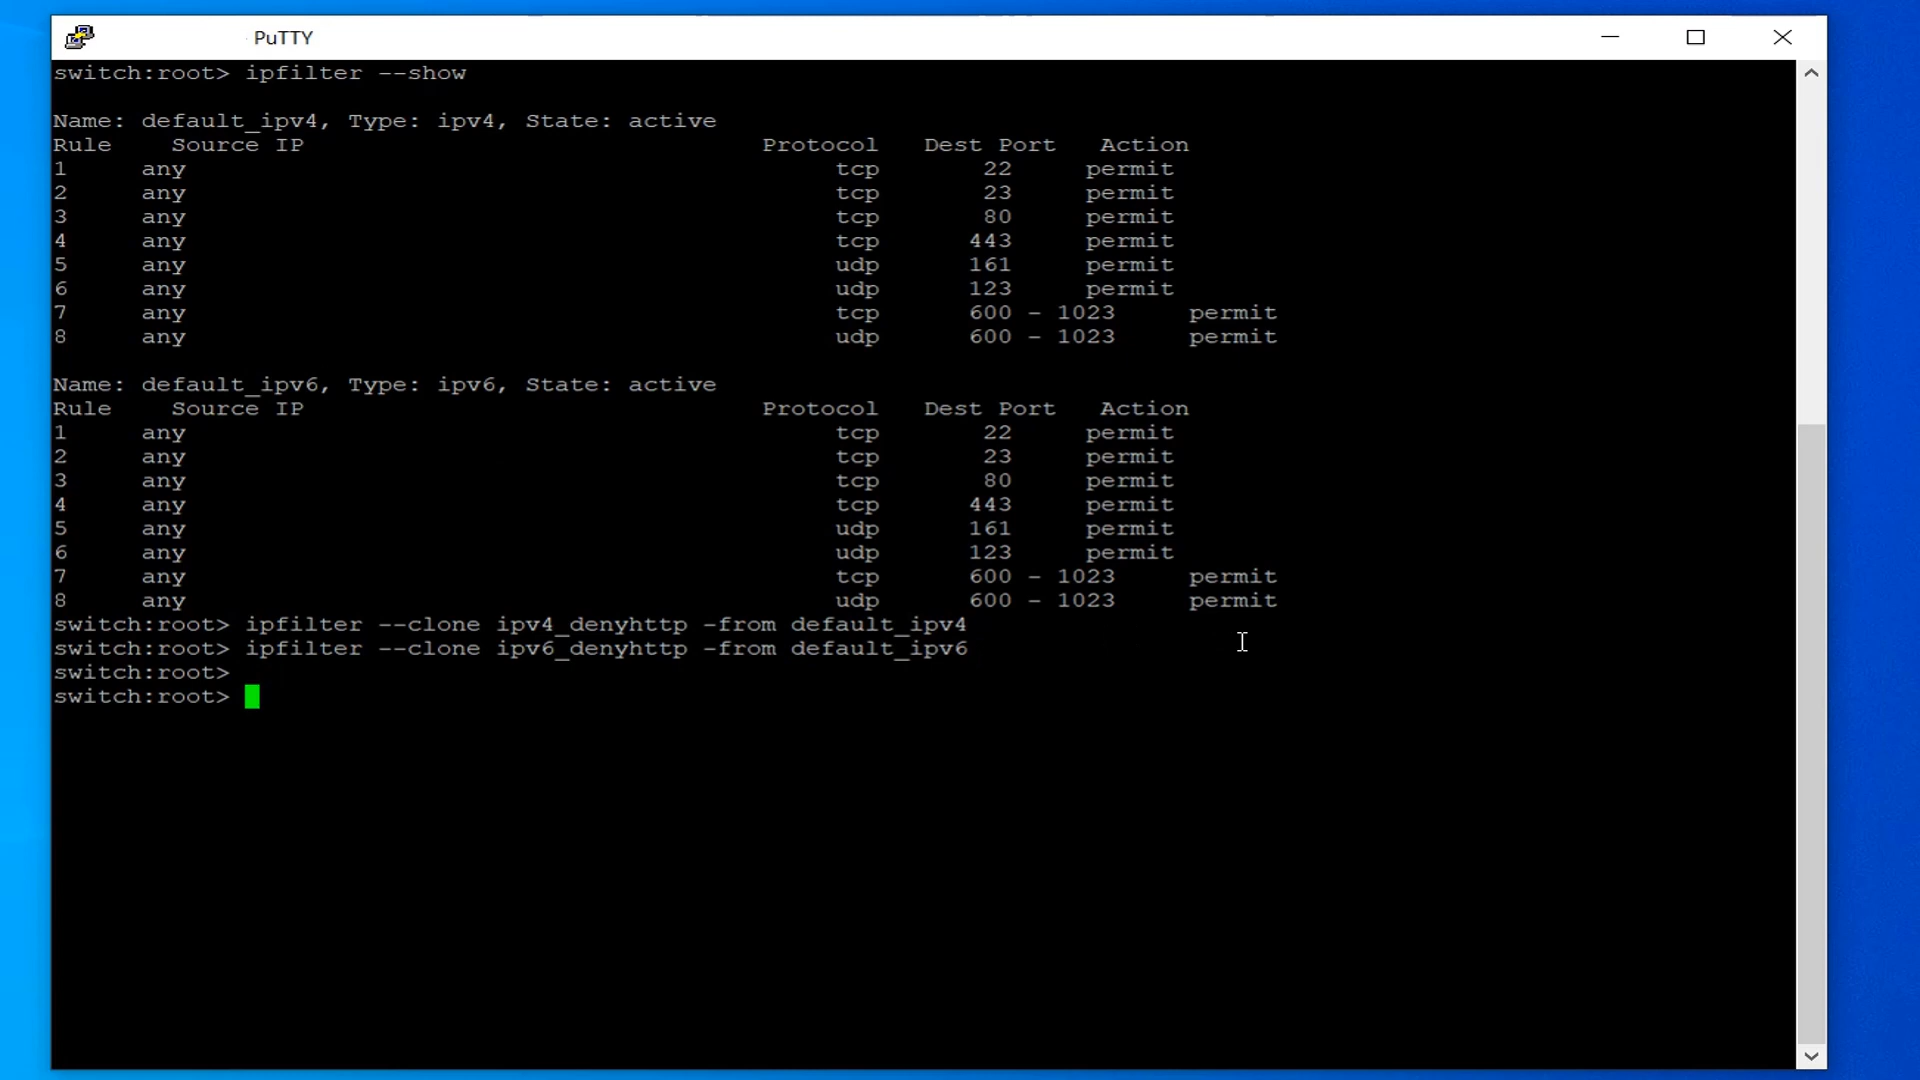 PuTTY
switch:root> ipfilter --show
Name: default_ipv4, Type: ipv4, State: active
Rule Source IP Protocol Dest Port Action
1 any tcp 22 permit
2 any tcp 23 permit
3 any tcp 80 permit
4 any tcp 443 permit
5 any udp 161 permit
6 any udp 123 permit
7 any tcp 600 - 1023 permit
8 any udp 600 - 1023 permit
Name: default_ipv6, Type: ipv6, State: active
Rule Source IP Protocol Dest Port Action
1 any tcp 22 permit
2 any tcp 23 permit
3 any tcp 80 permit
4 any tcp 443 permit
5 any udp 161 permit
6 any udp 123 permit
7 any tcp 600 - 1023 permit
8 any udp 600 - 1023 permit
switch:root> ipfilter --clone ipv4_denyhttp -from default_ipv4
switch:root> ipfilter --clone ipv6_denyhttp -from default_ipv6
switch:root>
switch:root>